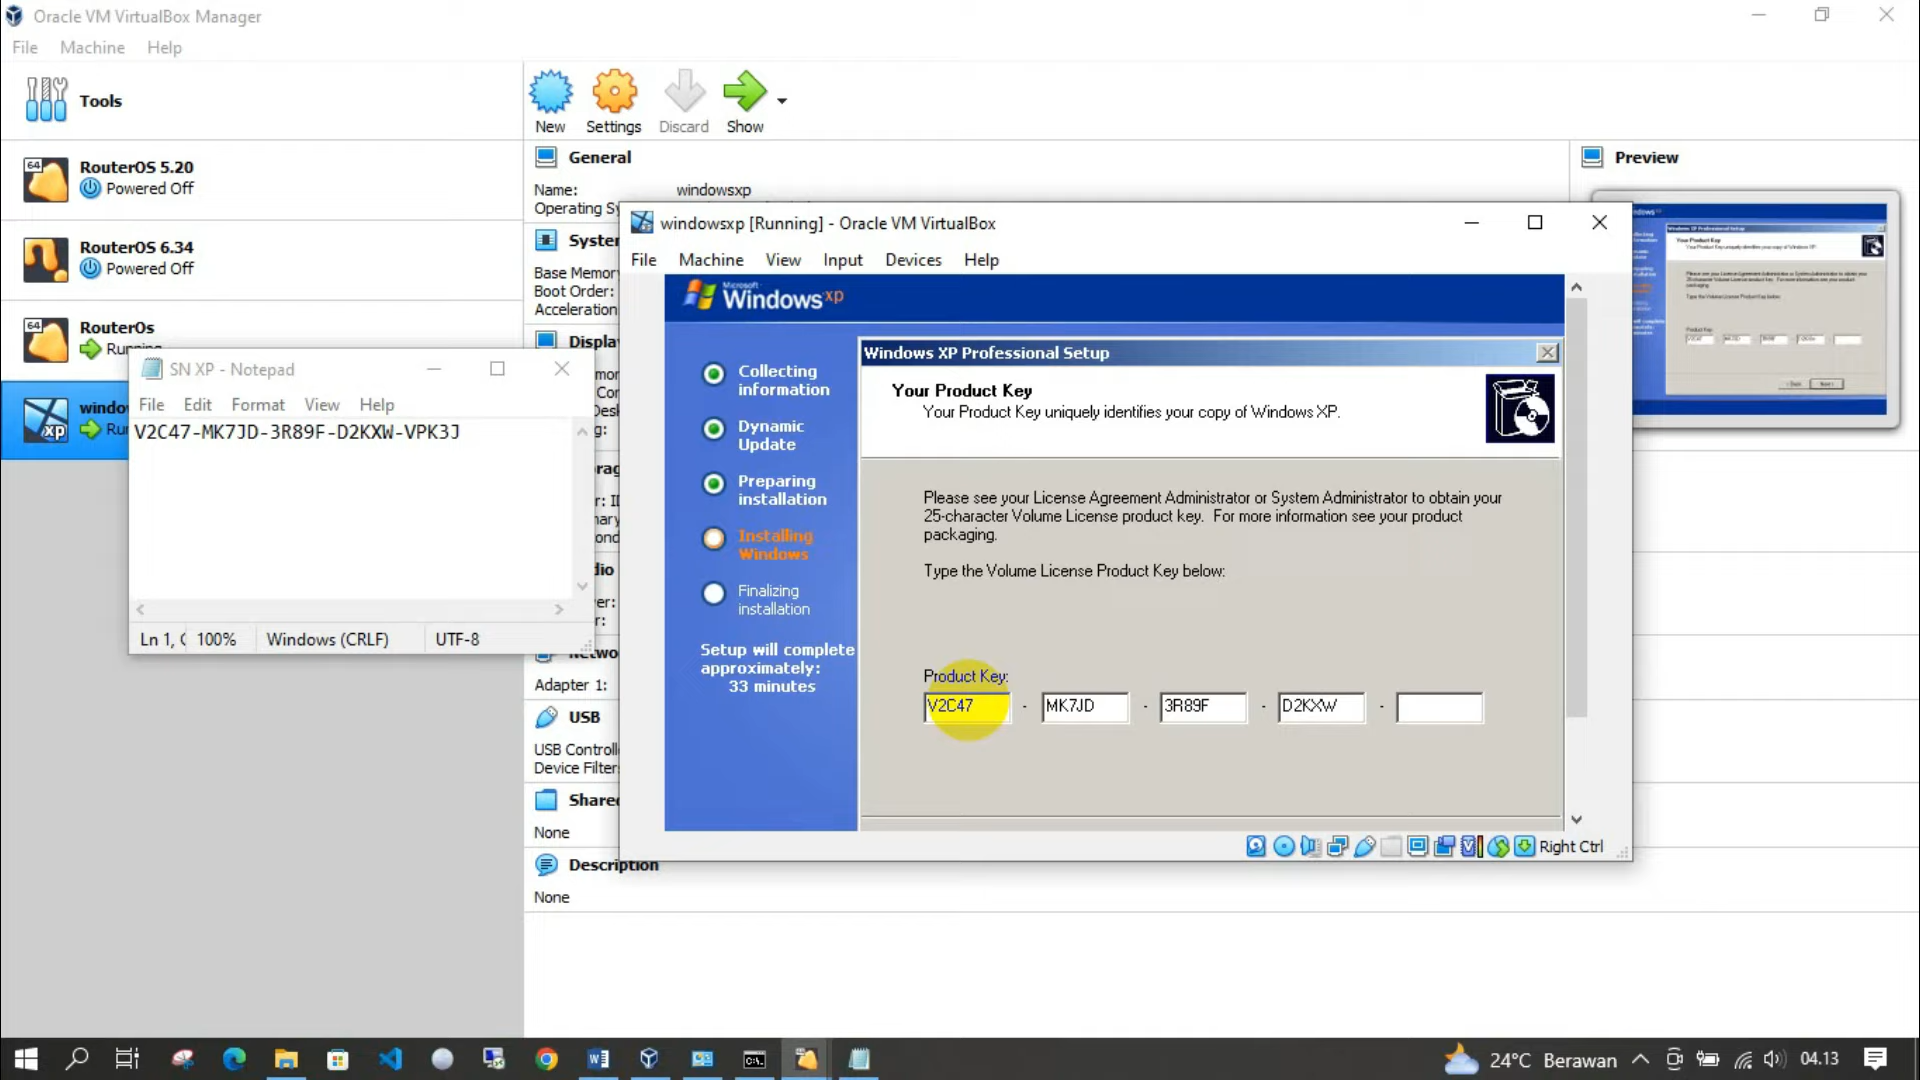 Oracle VM VirtualBox Manager
File Machine Help
Tools
New Settings Discard Show
RouterOS 5.20
Powered Off
RouterOS 6.34
Powered Off
RouterOs
General
Name: windowsxp
Preview
Base Memory
Boot Order:
Acceleration
Adapter 1:
USB
Description
None
None
SN XP - Notepad
File Edit Format View Help
V2C47-MK7JD-3R89F-D2KXW-VPK3J
Ln 1, 100% Windows (CRLF) UTF-8
windowsxp [Running] - Oracle VM VirtualBox
File Machine View Input Devices Help
Microsoft
Windows xp
Collecting
information
Dynamic
Update
Preparing
installation
Installing
Windows
Finalizing
installation
Setup will complete
approximately:
33 minutes
Windows XP Professional Setup
Your Product Key
Your Product Key uniquely identifies your copy of Windows XP.
Please see your License Agreement Administrator or System Administrator to obtain your
25-character Volume License product key. For more information see your product
packaging.
Type the Volume License Product Key below:
Product Key:
V2C47 - MK7JD - 3R89F - D2KXW -
Right Ctrl
24°C Berawan 04.13